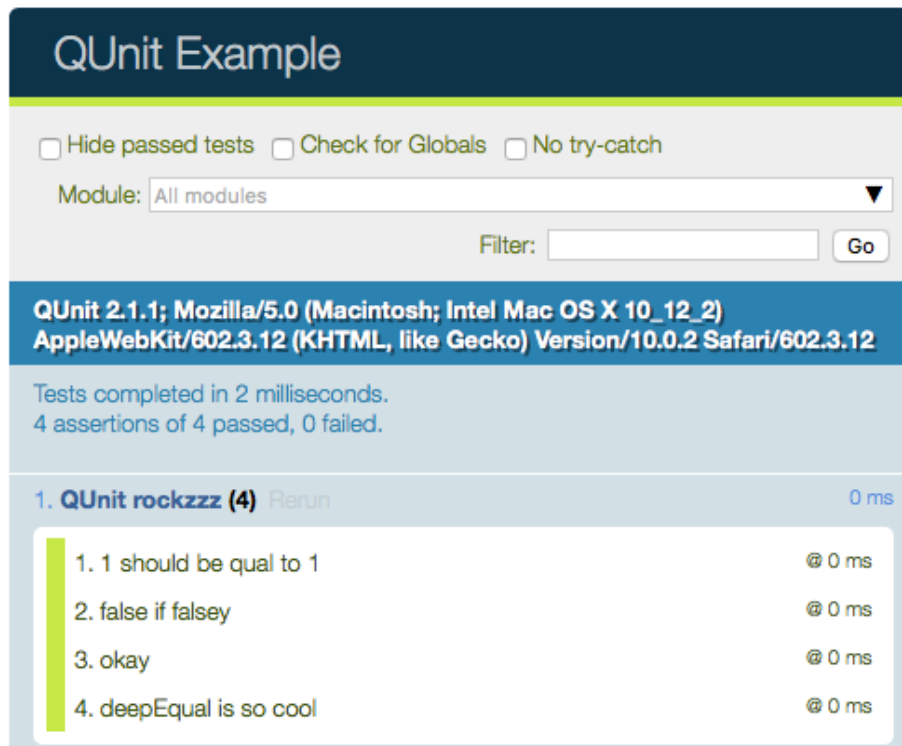 QUnit Example
Hide passed tests Check for Globals No try-catch
Module: All modules
Filter: Go
QUnit 2.1.1; Mozilla/5.0 (Macintosh; Intel Mac OS X 10_12_2)
AppleWebKit/602.3.12 (KHTML, like Gecko) Version/10.0.2 Safari/602.3.12
Tests completed in 2 milliseconds.
4 assertions of 4 passed, 0 failed.
1. QUnit rockzzz (4) Rerun 0 ms
1. 1 should be qual to 1 @ 0 ms
2. false if falsey @ 0 ms
3. okay @ 0 ms
4. deepEqual is so cool @ 0 ms